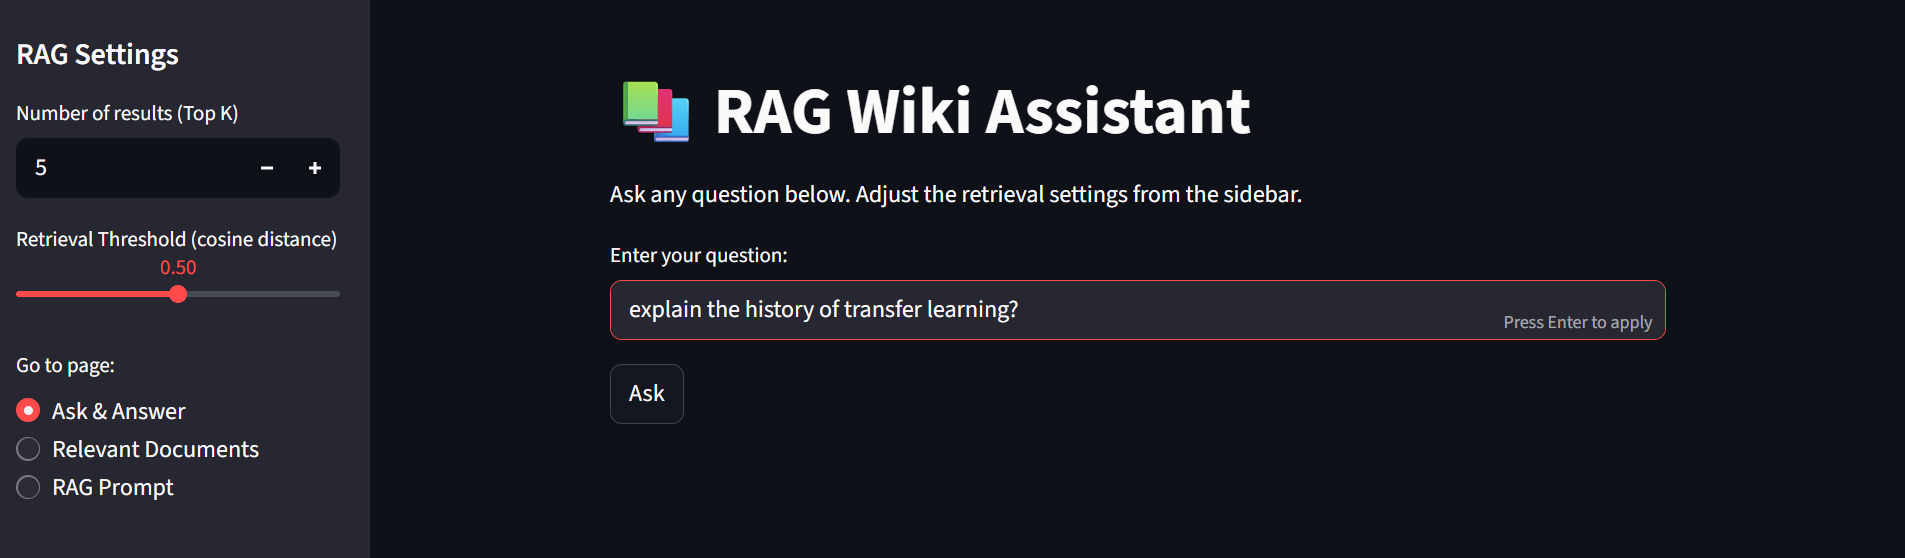 RAG Settings
Number of results (Top K)
5
Retrieval Threshold (cosine distance)
0.50
Go to page:
Ask & Answer
Relevant Documents
RAG Prompt
RAG Wiki Assistant
Ask any question below. Adjust the retrieval settings from the sidebar.
Enter your question:
explain the history of transfer learning?
Press Enter to apply
Ask